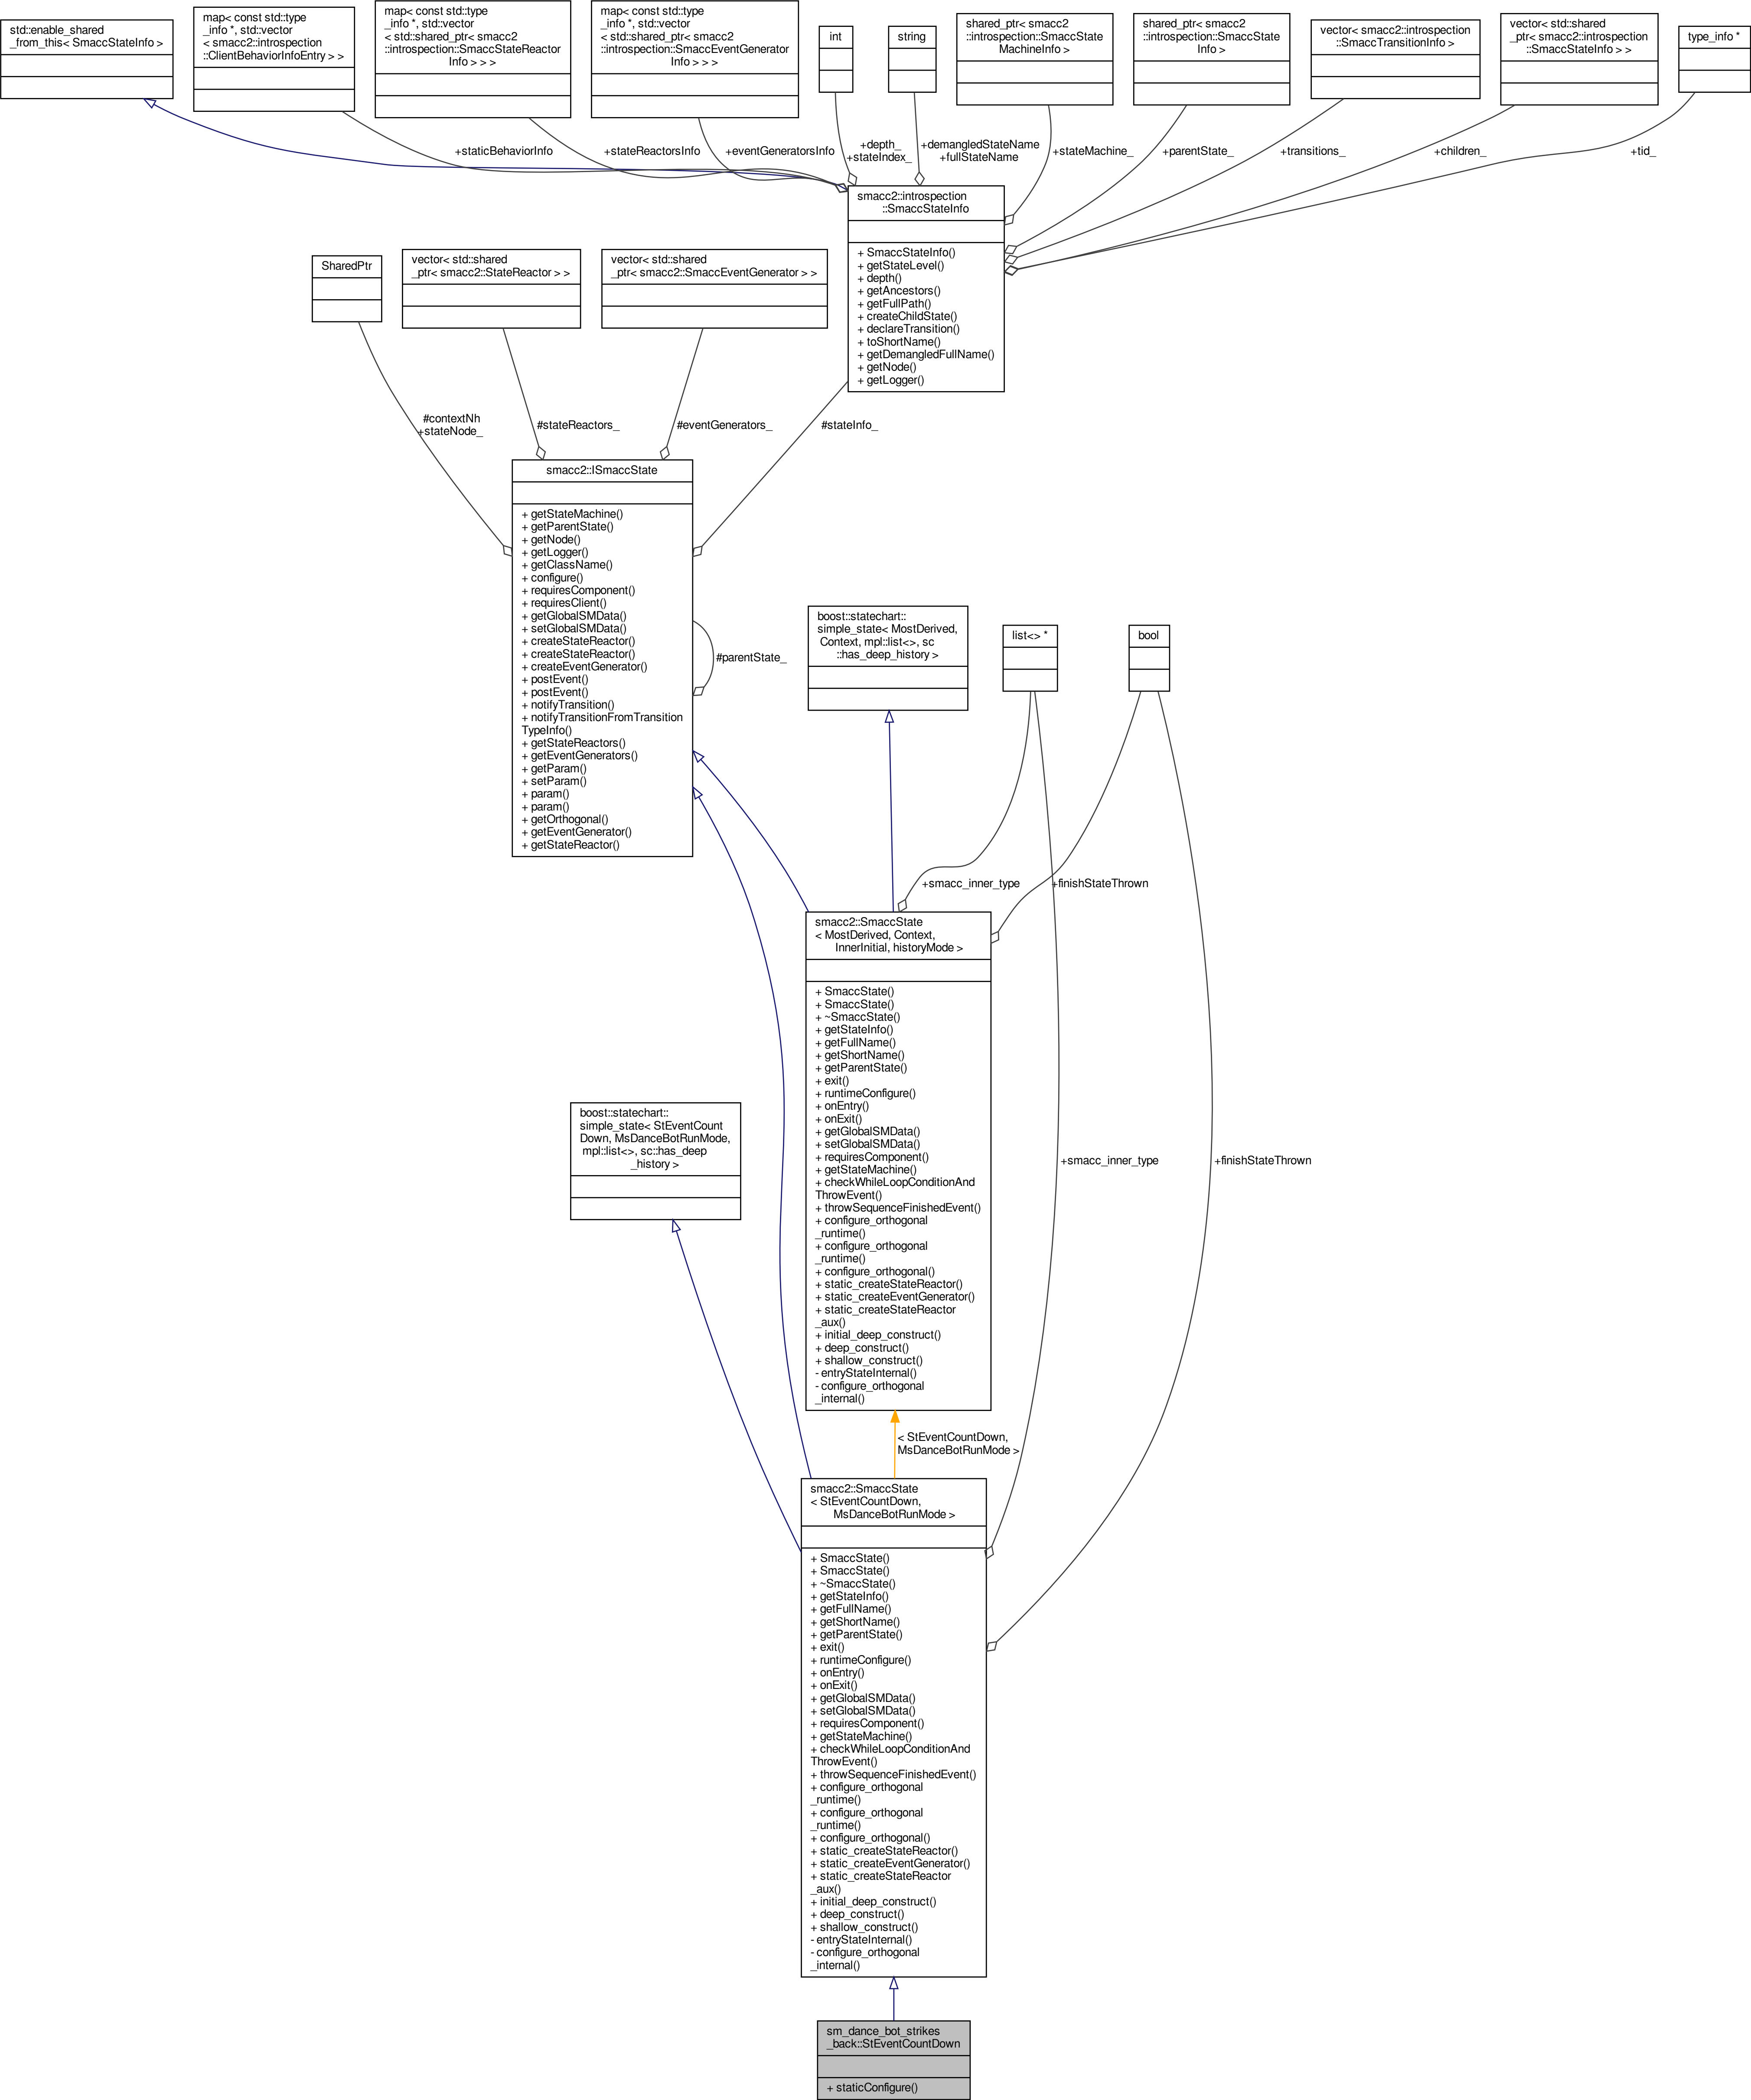 std::enable_shared
_from_this< SmaccStateInfo >
map< const std::type
_info *, std::vector
< smacc2::introspection
::ClientBehaviorInfoEntry > >
map< const std::type
_info *, std::vector
< std::shared_ptr< smacc2
::introspection::SmaccStateReactor
Info > > >
map< const std::type
_info *, std::vector
< std::shared_ptr< smacc2
::introspection::SmaccEventGenerator
Info > > >
int
string
shared_ptr< smacc2
::introspection::SmaccState
MachineInfo >
shared_ptr< smacc2
::introspection::SmaccState
Info >
vector< smacc2::introspection
::SmaccTransitionInfo >
vector< std::shared
_ptr< smacc2::introspection
::SmaccStateInfo > >
type_info *
+staticBehaviorInfo
+stateReactorsInfo
+eventGeneratorsInfo
+depth_
+stateIndex_
+demangledStateName
+fullStateName
+stateMachine_
+parentState_
+transitions_
+children_
+tid_
smacc2::introspection
::SmaccStateInfo
+ SmaccStateInfo()
+ getStateLevel()
+ depth()
+ getAncestors()
+ getFullPath()
+ createChildState()
+ declareTransition()
+ toShortName()
+ getDemangledFullName()
+ getNode()
+ getLogger()
SharedPtr
vector< std::shared
_ptr< smacc2::StateReactor > >
vector< std::shared
_ptr< smacc2::SmaccEventGenerator > >
#contextNh
+stateNode_
#stateReactors_
#eventGenerators_
#stateInfo_
smacc2::ISmaccState
+ getStateMachine()
+ getParentState()
+ getNode()
+ getLogger()
+ getClassName()
+ configure()
+ requiresComponent()
+ requiresClient()
+ getGlobalSMData()
+ setGlobalSMData()
+ createStateReactor()
+ createStateReactor()
+ createEventGenerator()
+ postEvent()
+ postEvent()
+ notifyTransition()
+ notifyTransitionFromTransition
TypeInfo()
+ getStateReactors()
+ getEventGenerators()
+ getParam()
+ setParam()
+ param()
+ param()
+ getOrthogonal()
+ getEventGenerator()
+ getStateReactor()
#parentState_
boost::statechart::
simple_state< MostDerived,
Context, mpl::list<>, sc
::has_deep_history >
list<> *
bool
+smacc_inner_type
+finishStateThrown
smacc2::SmaccState
< MostDerived, Context,
InnerInitial, historyMode >
+ SmaccState()
+ SmaccState()
+ ~SmaccState()
+ getStateInfo()
+ getFullName()
+ getShortName()
+ getParentState()
+ exit()
+ runtimeConfigure()
+ onEntry()
+ onExit()
+ getGlobalSMData()
+ setGlobalSMData()
+ requiresComponent()
+ getStateMachine()
+ checkWhileLoopConditionAnd
ThrowEvent()
+ throwSequenceFinishedEvent()
+ configure_orthogonal
_runtime()
+ configure_orthogonal
_runtime()
+ configure_orthogonal()
+ static_createStateReactor()
+ static_createEventGenerator()
+ static_createStateReactor
_aux()
+ initial_deep_construct()
+ deep_construct()
+ shallow_construct()
- entryStateInternal()
- configure_orthogonal
_internal()
boost::statechart::
simple_state< StEventCount
Down, MsDanceBotRunMode,
mpl::list<>, sc::has_deep
_history >
+smacc_inner_type
+finishStateThrown
< StEventCountDown,
MsDanceBotRunMode >
smacc2::SmaccState
< StEventCountDown,
MsDanceBotRunMode >
+ SmaccState()
+ SmaccState()
+ ~SmaccState()
+ getStateInfo()
+ getFullName()
+ getShortName()
+ getParentState()
+ exit()
+ runtimeConfigure()
+ onEntry()
+ onExit()
+ getGlobalSMData()
+ setGlobalSMData()
+ requiresComponent()
+ getStateMachine()
+ checkWhileLoopConditionAnd
ThrowEvent()
+ throwSequenceFinishedEvent()
+ configure_orthogonal
_runtime()
+ configure_orthogonal
_runtime()
+ configure_orthogonal()
+ static_createStateReactor()
+ static_createEventGenerator()
+ static_createStateReactor
_aux()
+ initial_deep_construct()
+ deep_construct()
+ shallow_construct()
- entryStateInternal()
- configure_orthogonal
_internal()
sm_dance_bot_strikes
_back::StEventCountDown
+ staticConfigure()